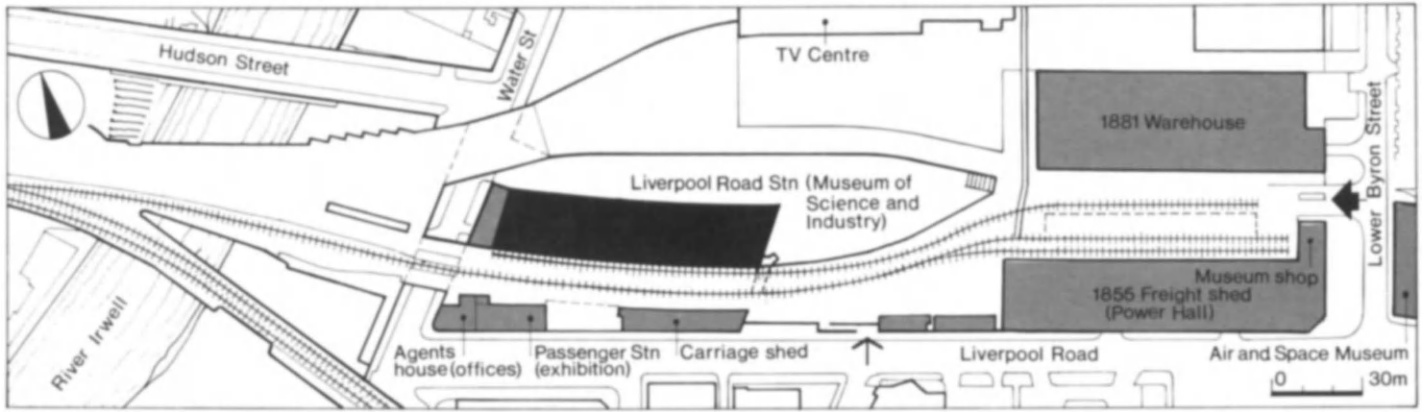 Hudson Street
Water St
TV Centre
1881 Warehouse
Lower Byron Street
Liverpool Road Stn (Museum of
Science and
Industry)
Museum shop
1855 Freight shed
(Power Hall)
River Irwell
Agents
house (offices)
Passenger Stn
(exhibition)
Carriage shed
Liverpool Road
Air and Space Museum
0 30m